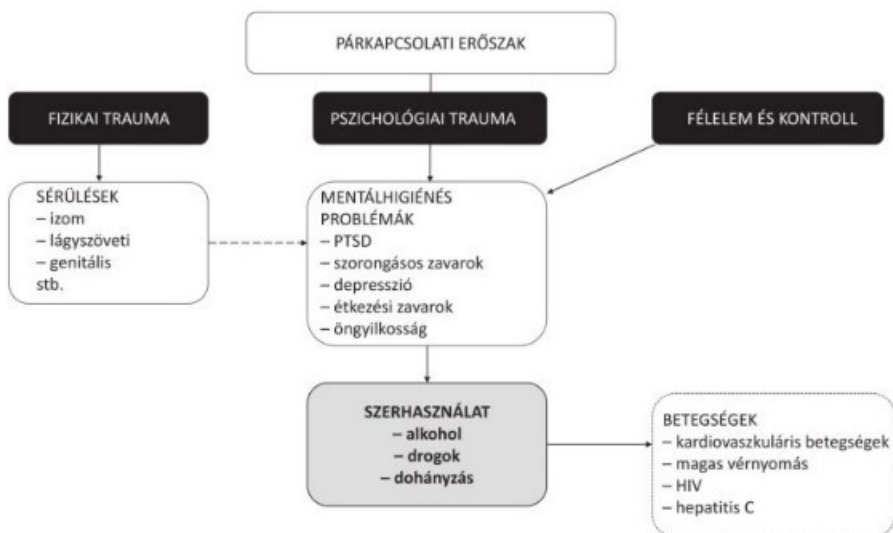 PÁRKAPCSOLATI ERŐSZAK
FIZIKAI TRAUMA
PSZICHOLÓGIAI TRAUMA
FÉLELEM ÉS KONTROLL
SÉRÜLÉSEK
– izom
– lágyszöveti
– genitális
stb.
MENTÁLHIGIÉNÉS
PROBLÉMÁK
– PTSD
– szorongásos zavarok
– depresszió
– étkezési zavarok
– öngyilkosság
SZERHASZNÁLAT
– alkohol
– drogok
– dohányzás
BETEGSÉGEK
– kardiovaszkuláris betegségek
– magas vérnyomás
– HIV
– hepatitis C